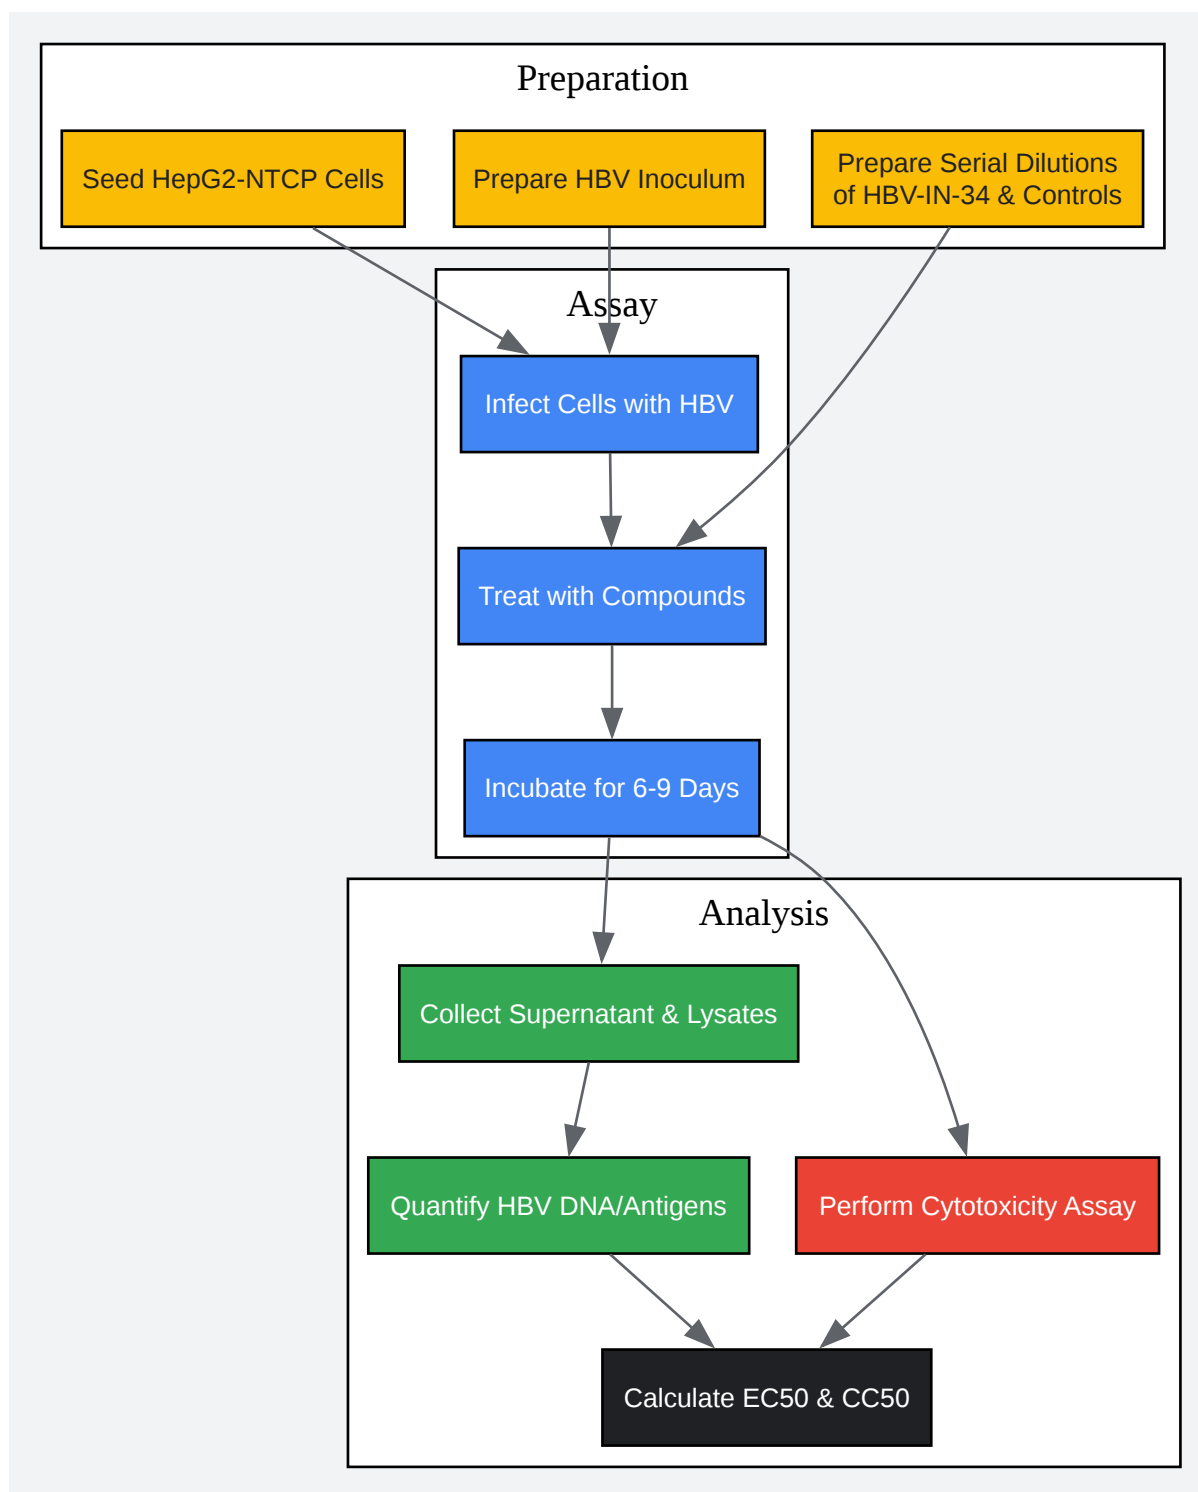 Preparation
Seed HepG2-NTCP Cells
Prepare HBV Inoculum
Prepare Serial Dilutions
of HBV-IN-34 & Controls
Assay
Infect Cells with HBV
Treat with Compounds
Incubate for 6-9 Days
Analysis
Collect Supernatant & Lysates
Quantify HBV DNA/Antigens
Perform Cytotoxicity Assay
Calculate EC50 & CC50